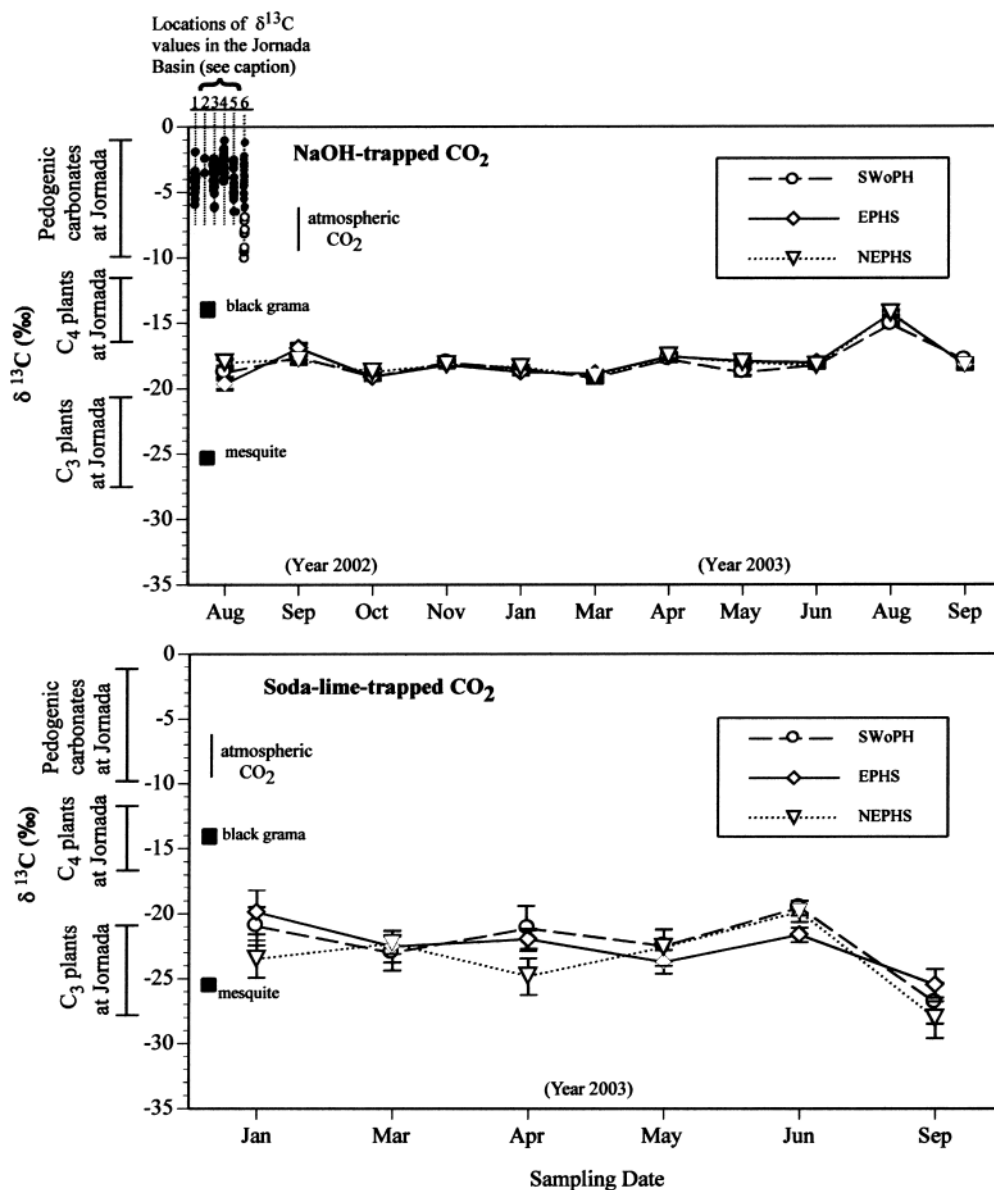 Locations of δ13C
values in the Jornada
Basin (see caption)
1 2 3 4 5 6
NaOH-trapped CO2
SWoPH
EPHS
NEPHS
atmospheric
CO2
black grama
mesquite
(Year 2002)
(Year 2003)
0
-5
-10
-15
-20
-25
-30
-35
δ 13C (‰)
Pedogenic
carbonates
at Jornada
C4 plants
at Jornada
C3 plants
at Jornada
Aug Sep Oct Nov Jan Mar Apr May Jun Aug Sep
Soda-lime-trapped CO2
SWoPH
EPHS
NEPHS
atmospheric
CO2
black grama
mesquite
(Year 2003)
0
-5
-10
-15
-20
-25
-30
-35
δ 13C (‰)
Pedogenic
carbonates
at Jornada
C4 plants
at Jornada
C3 plants
at Jornada
Jan Mar Apr May Jun Sep
Sampling Date